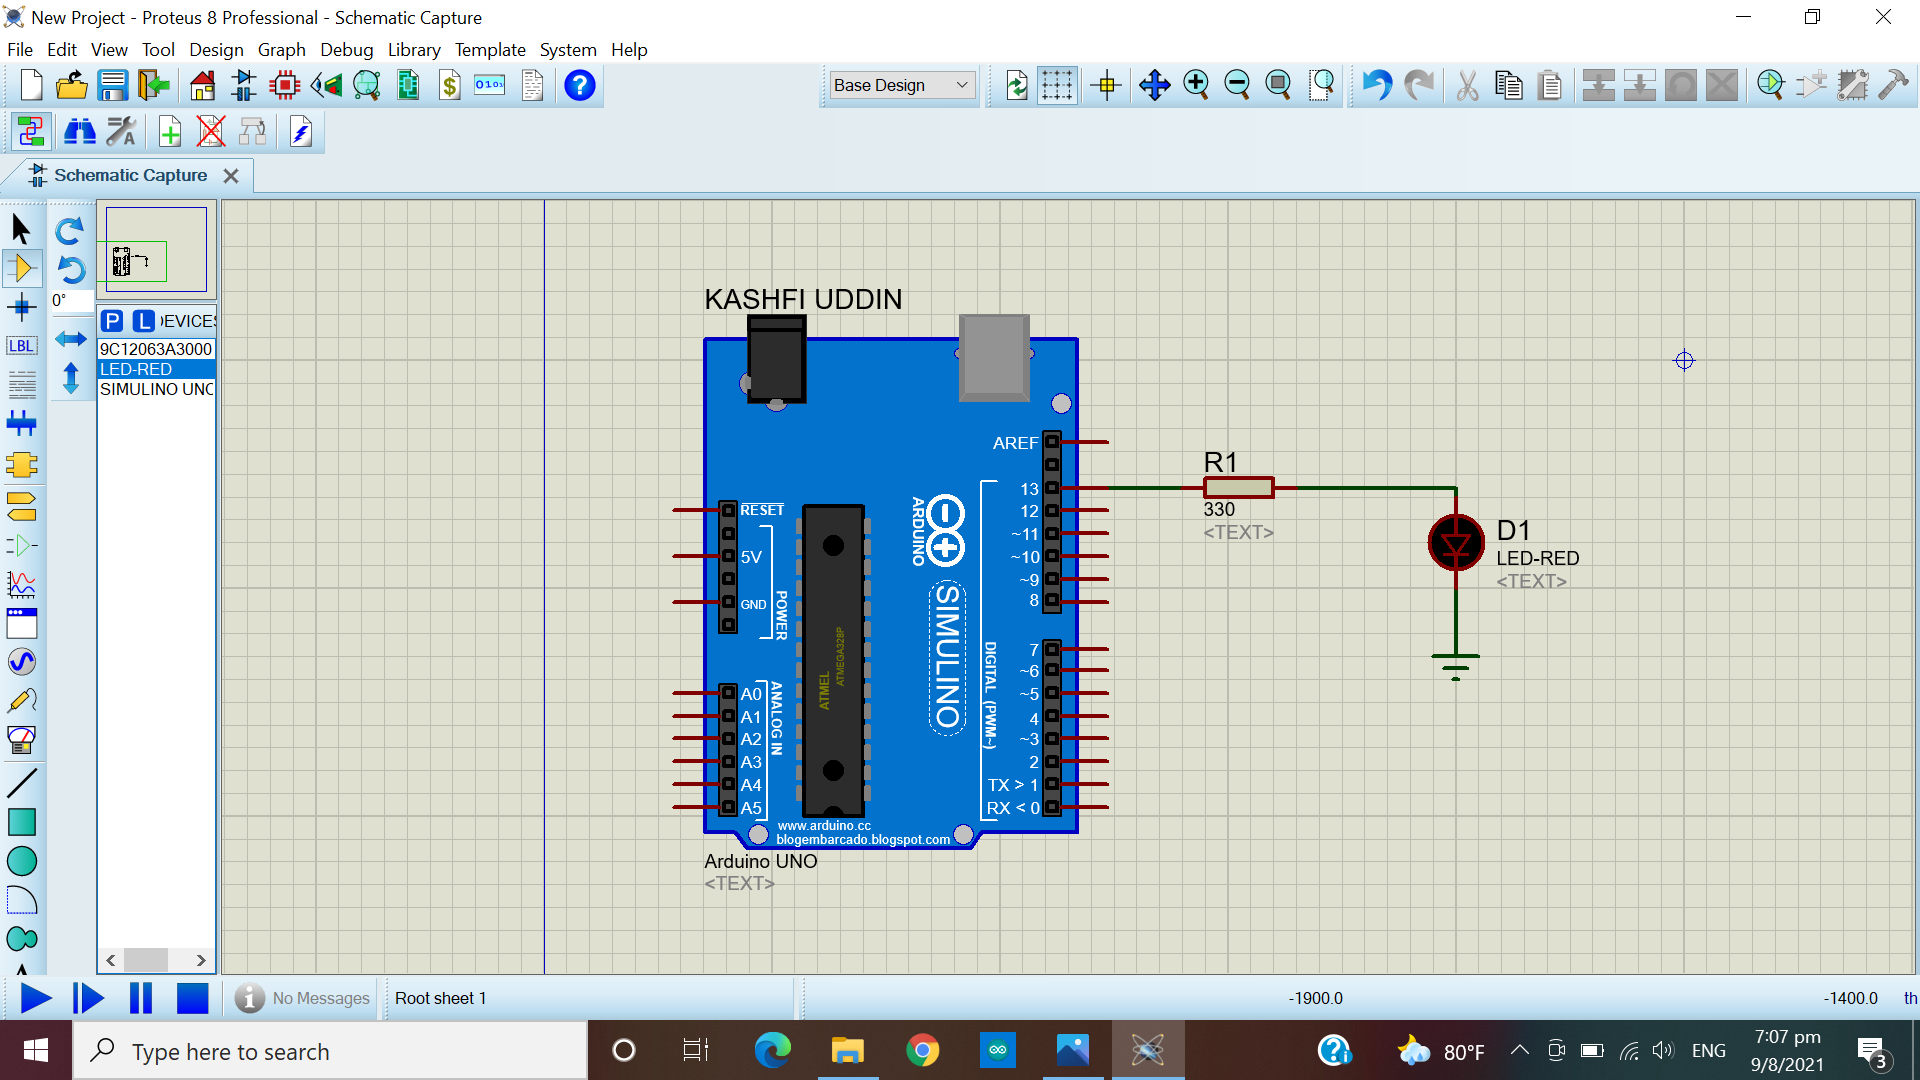 New Project - Proteus 8 Professional - Schematic Capture
File Edit View Tool Design Graph Debug Library Template System Help
Base Design
Schematic Capture
0°
P L EVICES
9C12063A3000
LED-RED
SIMULINO UNO
LBL
KASHFI UDDIN
AREF
13
12
~11
~10
~9
8
7
~6
~5
4
~3
2
TX > 1
RX < 0
RESET
5V
GND
POWER
A0
A1
A2
A3
A4
A5
ANALOG IN
ATMEL
ATMEGA328P
ARDUINO
SIMULINO
DIGITAL (PWM~)
www.arduino.cc
blogembarcado.blogspot.com
Arduino UNO
<TEXT>
R1
330
<TEXT>
D1
LED-RED
<TEXT>
No Messages
Root sheet 1
-1900.0
-1400.0
th
Type here to search
80°F
ENG
7:07 pm
9/8/2021
3